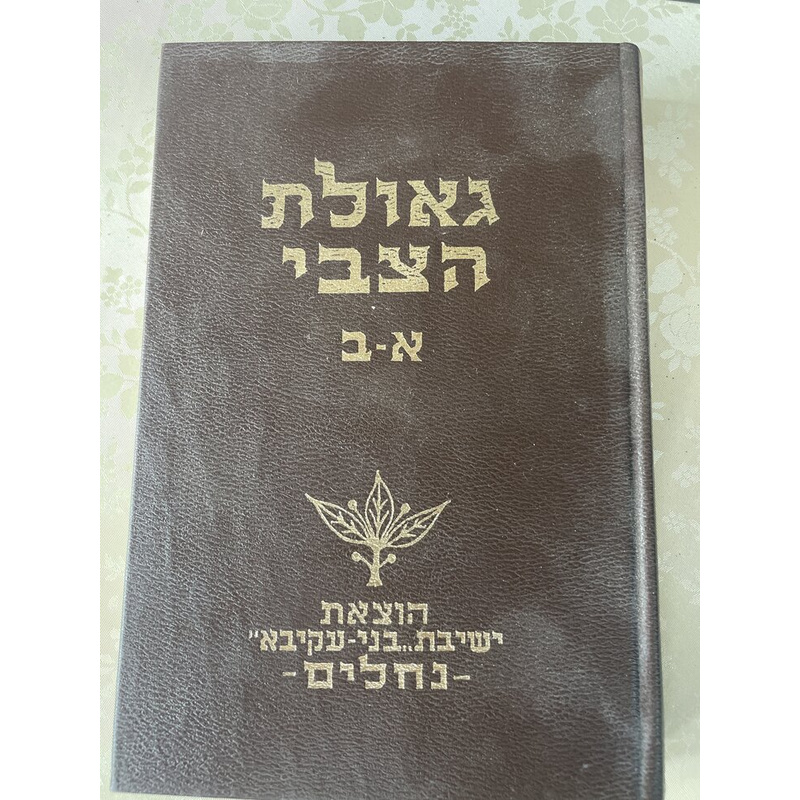 גאולת
הצבי
א-ב
הוצאת
ישיבת „בני-עקיבא"
-נחלים-